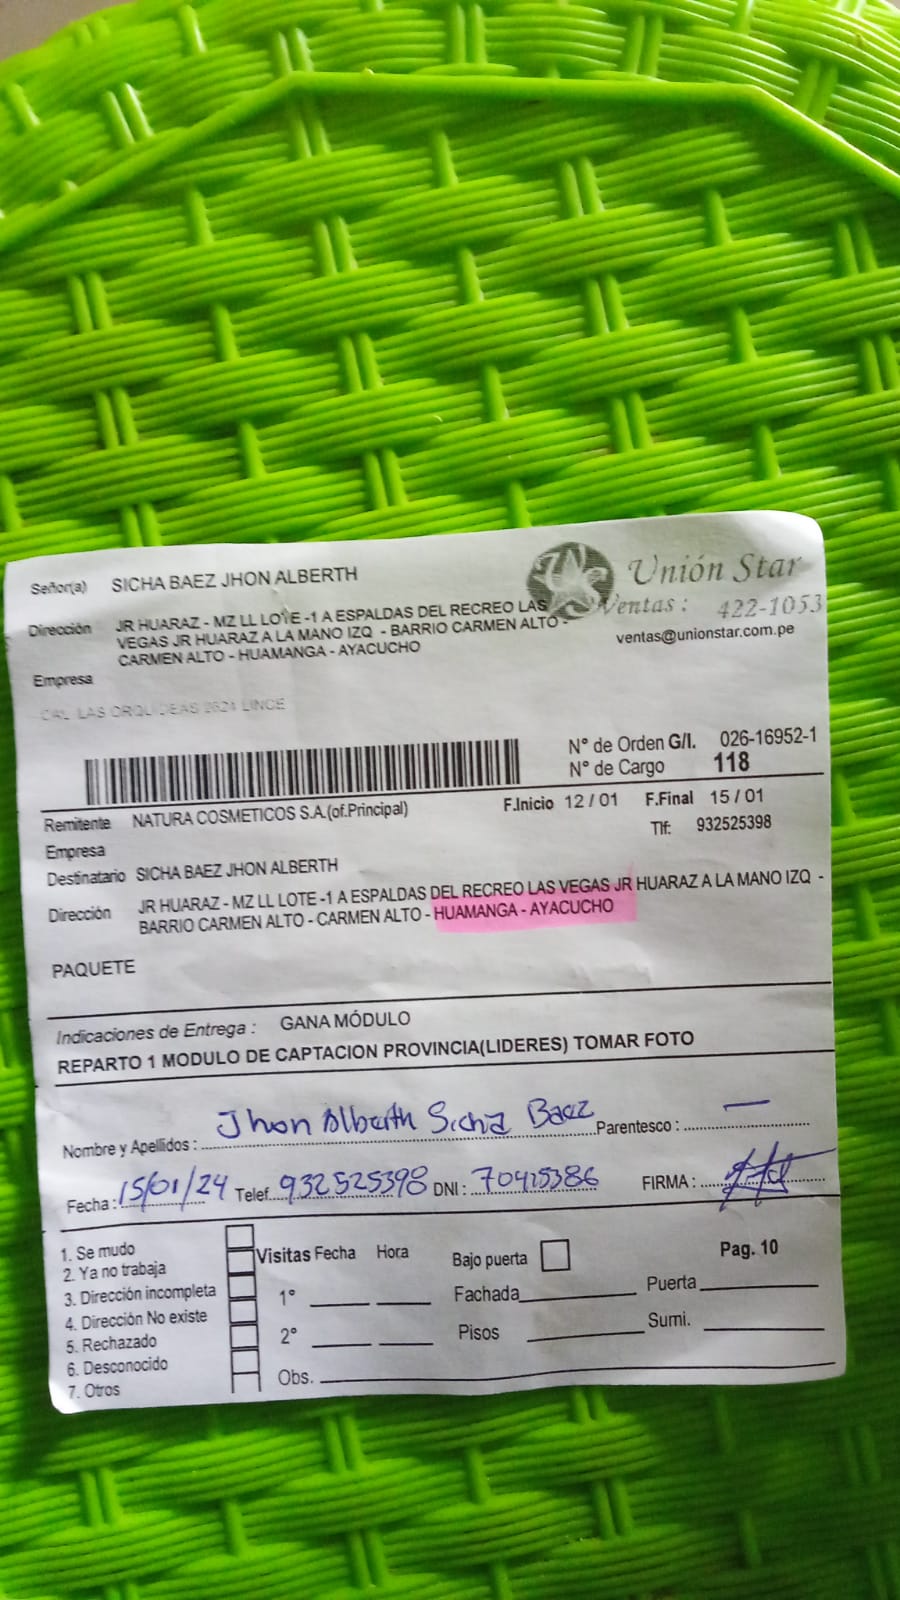 Señor(a) SICHA BAEZ JHON ALBERTH
Unión Star
Dirección JR HUARAZ - MZ LL LOTE -1 A ESPALDAS DEL RECREO LAS
VEGAS JR HUARAZ A LA MANO IZQ - BARRIO CARMEN ALTO -
CARMEN ALTO - HUAMANGA - AYACUCHO
Ventas : 422-1053
ventas@unionstar.com.pe
Empresa
CAL LAS ORQUIDEAS 2624 LINCE
N° de Orden G/I. 026-16952-1
N° de Cargo 118
Remitente NATURA COSMETICOS S.A.(of.Principal)
F.Inicio 12 / 01 F.Final 15 / 01
Empresa
Tlf: 932525398
Destinatario SICHA BAEZ JHON ALBERTH
Dirección JR HUARAZ - MZ LL LOTE -1 A ESPALDAS DEL RECREO LAS VEGAS JR HUARAZ A LA MANO IZQ -
BARRIO CARMEN ALTO - CARMEN ALTO - HUAMANGA - AYACUCHO
PAQUETE
Indicaciones de Entrega : GANA MÓDULO
REPARTO 1 MODULO DE CAPTACION PROVINCIA(LIDERES) TOMAR FOTO
Nombre y Apellidos : Jhon Alberth Sicha Baez Parentesco : —
Fecha : 15/01/24 Telef. 932525398 DNI : 70415386 FIRMA :
1. Se mudo
2. Ya no trabaja
3. Dirección incompleta
4. Dirección No existe
5. Rechazado
6. Desconocido
7. Otros
Visitas Fecha Hora Bajo puerta Pag. 10
1° Fachada Puerta
2° Pisos Sumi.
Obs.